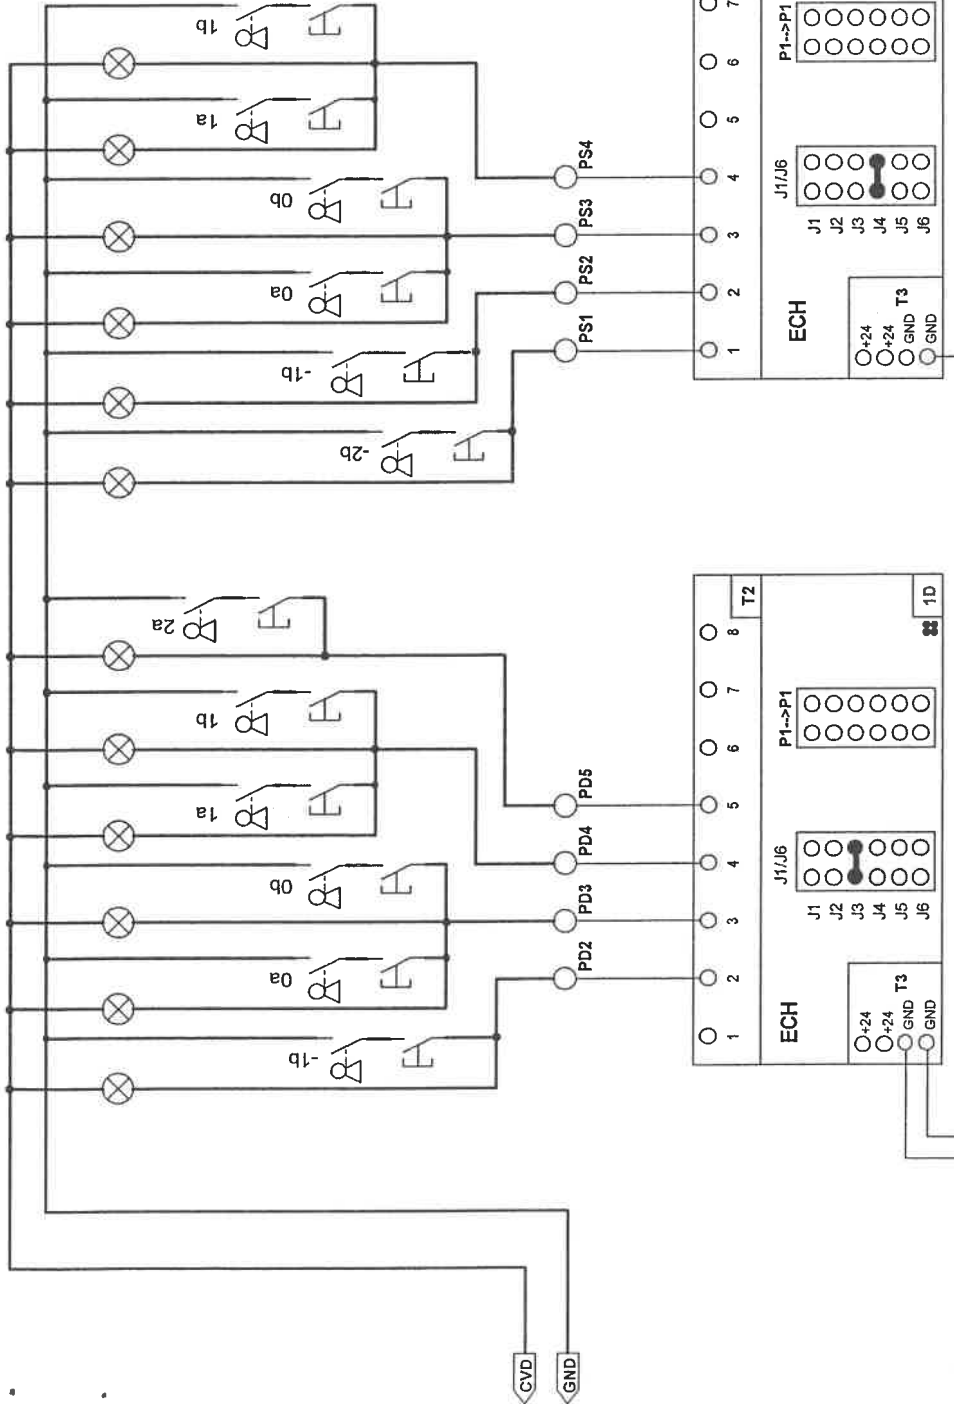 1b
1a
0b
0a
-1b
-2b
2a
1b
1a
0b
0a
-1b
PS4
PS3
PS2
PS1
PD5
PD4
PD3
PD2
7
6
5
4
3
2
1
P1-->P1
J1/J6
J1
J2
J3
J4
J5
J6
ECH
+24
+24
GND
GND
T3
T2
8
7
6
5
4
3
2
1
1D
P1-->P1
J1/J6
J1
J2
J3
J4
J5
J6
ECH
+24
+24
GND
GND
T3
CVD
GND